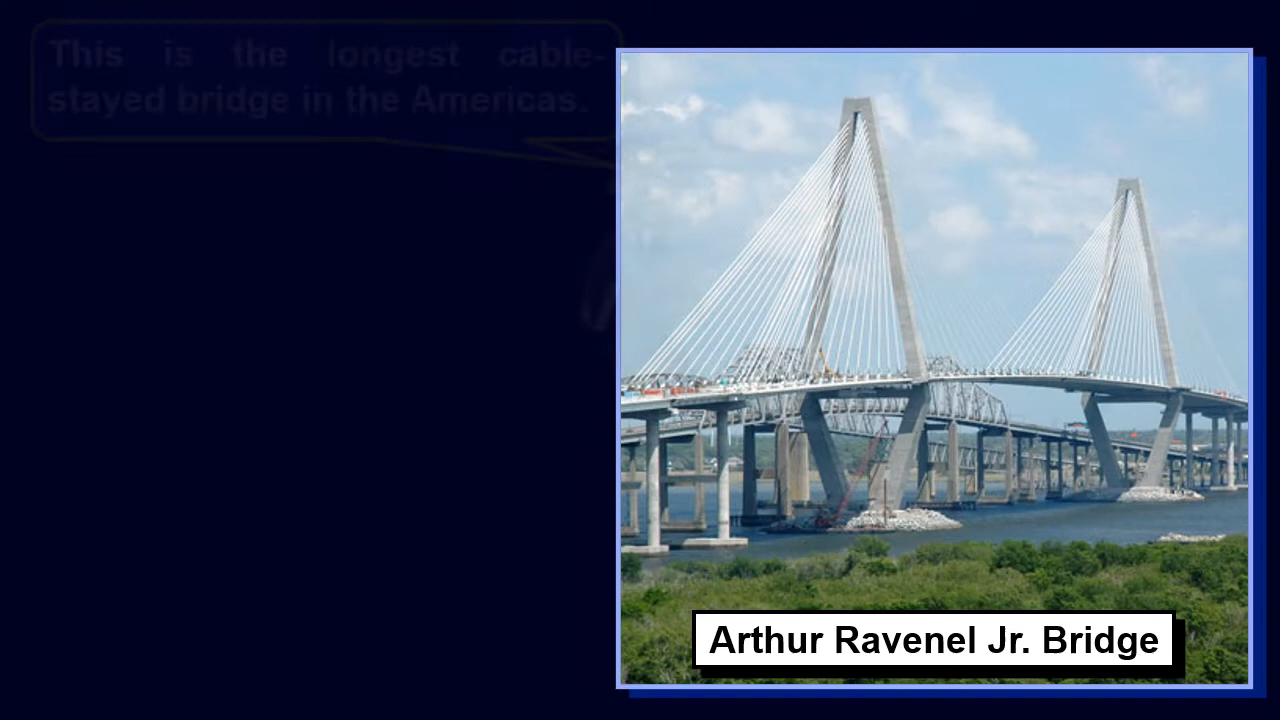 This is the longest cable-
stayed bridge in the Americas.
Arthur Ravenel Jr. Bridge